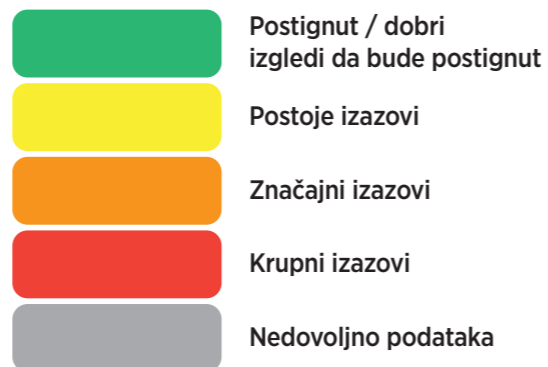 Postignut / dobri
izgledi da bude postignut
Postoje izazovi
Značajni izazovi
Krupni izazovi
Nedovoljno podataka